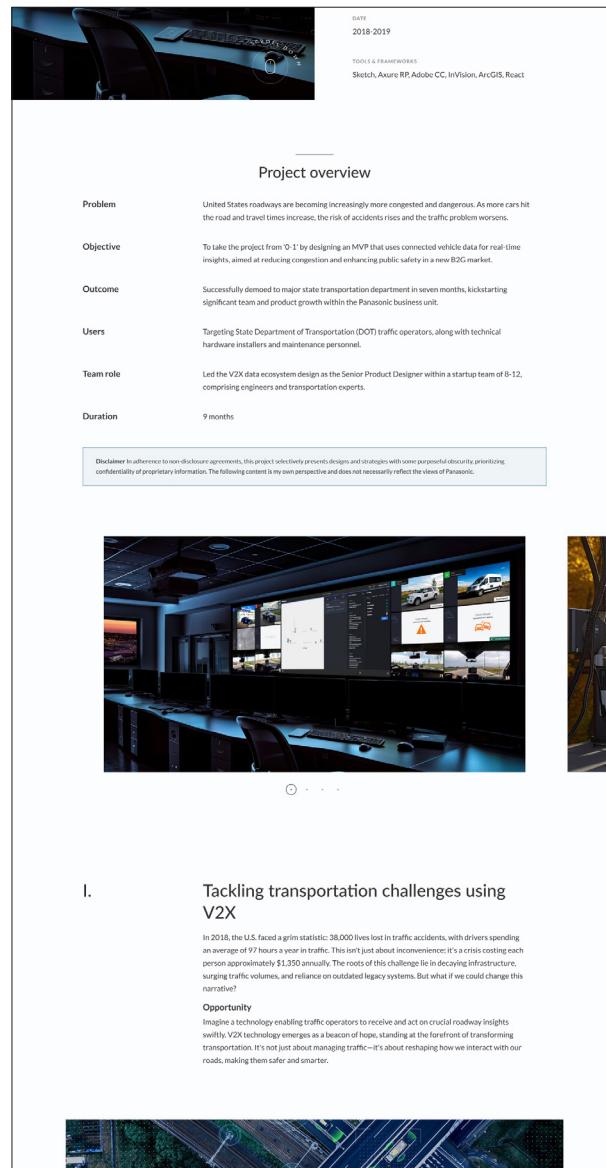 DATE
2018-2019
TOOLS & FRAMEWORKS
Sketch, Axure RP, Adobe CC, InVision, ArcGIS, React
Project overview
Problem
United States roadways are becoming increasingly more congested and dangerous. As more cars hit
the road and travel times increase, the risk of accidents rises and the traffic problem worsens.
Objective
To take the project from '0-1' by designing an MVP that uses connected vehicle data for real-time
insights, aimed at reducing congestion and enhancing public safety in a new B2G market.
Outcome
Successfully demoed to major state transportation department in seven months, kickstarting
significant team and product growth within the Panasonic business unit.
Users
Targeting State Department of Transportation (DOT) traffic operators, along with technical
hardware installers and maintenance personnel.
Team role
Led the V2X data ecosystem design as the Senior Product Designer within a startup team of 8-12,
comprising engineers and transportation experts.
Duration
9 months
Disclaimer In adherence to non-disclosure agreements, this project selectively presents designs and strategies with some purposeful obscurity, prioritizing
confidentiality of proprietary information. The following content is my own perspective and does not necessarily reflect the views of Panasonic.
I.
Tackling transportation challenges using
V2X
In 2018, the U.S. faced a grim statistic: 38,000 lives lost in traffic accidents, with drivers spending
an average of 97 hours a year in traffic. This isn't just about inconvenience; it's a crisis costing each
person approximately $1,350 annually. The roots of this challenge lie in decaying infrastructure,
surging traffic volumes, and reliance on outdated legacy systems. But what if we could change this
narrative?
Opportunity
Imagine a technology enabling traffic operators to receive and act on crucial roadway insights
swiftly. V2X technology emerges as a beacon of hope, standing at the forefront of transforming
transportation. It's not just about managing traffic—it's about reshaping how we interact with our
roads, making them safer and smarter.